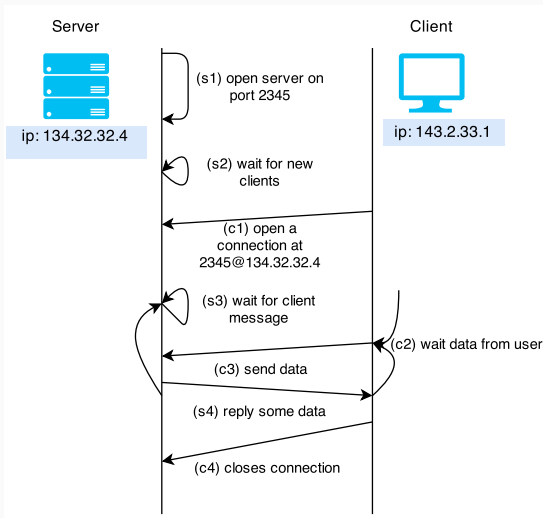 Server
Client
ip: 134.32.32.4
ip: 143.2.33.1
(s1) open server on
port 2345
(s2) wait for new
clients
(c1) open a
connection at
2345@134.32.32.4
(s3) wait for client
message
(c2) wait data from user
(c3) send data
(s4) reply some data
(c4) closes connection